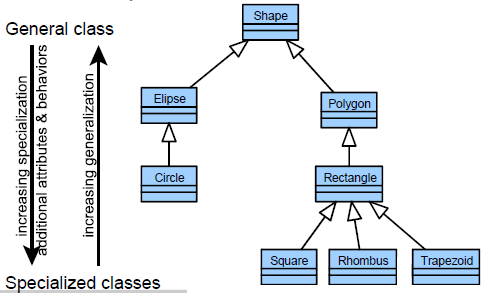 General class
Shape
increasing specialization
additional attributes & behaviors
increasing generalization
Elipse
Polygon
Circle
Rectangle
Square
Rhombus
Trapezoid
Specialized classes